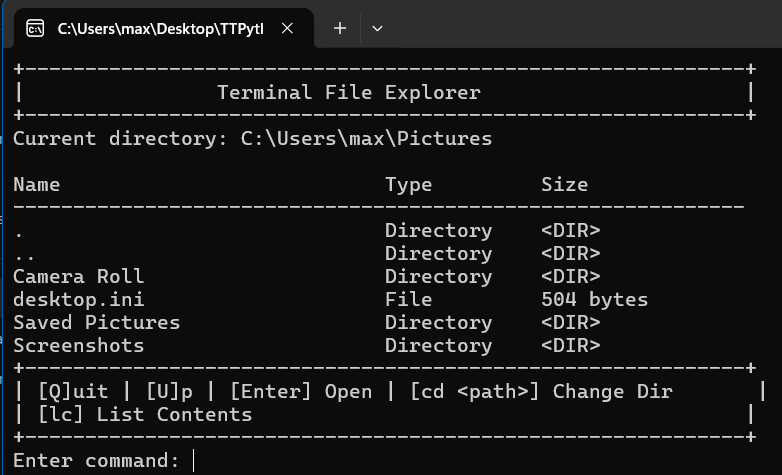 C:\Users\max\Desktop\TTPytl
+------------------------------------------------------------+
|                 Terminal File Explorer                      |
+------------------------------------------------------------+
Current directory: C:\Users\max\Pictures
Name                           Type         Size
-------------------------------------------------------------
.                              Directory    <DIR>
..                             Directory    <DIR>
Camera Roll                    Directory    <DIR>
desktop.ini                    File         504 bytes
Saved Pictures                 Directory    <DIR>
Screenshots                    Directory    <DIR>
+------------------------------------------------------------+
| [Q]uit | [U]p | [Enter] Open | [cd <path>] Change Dir       |
| [lc] List Contents                                         |
+------------------------------------------------------------+
Enter command: